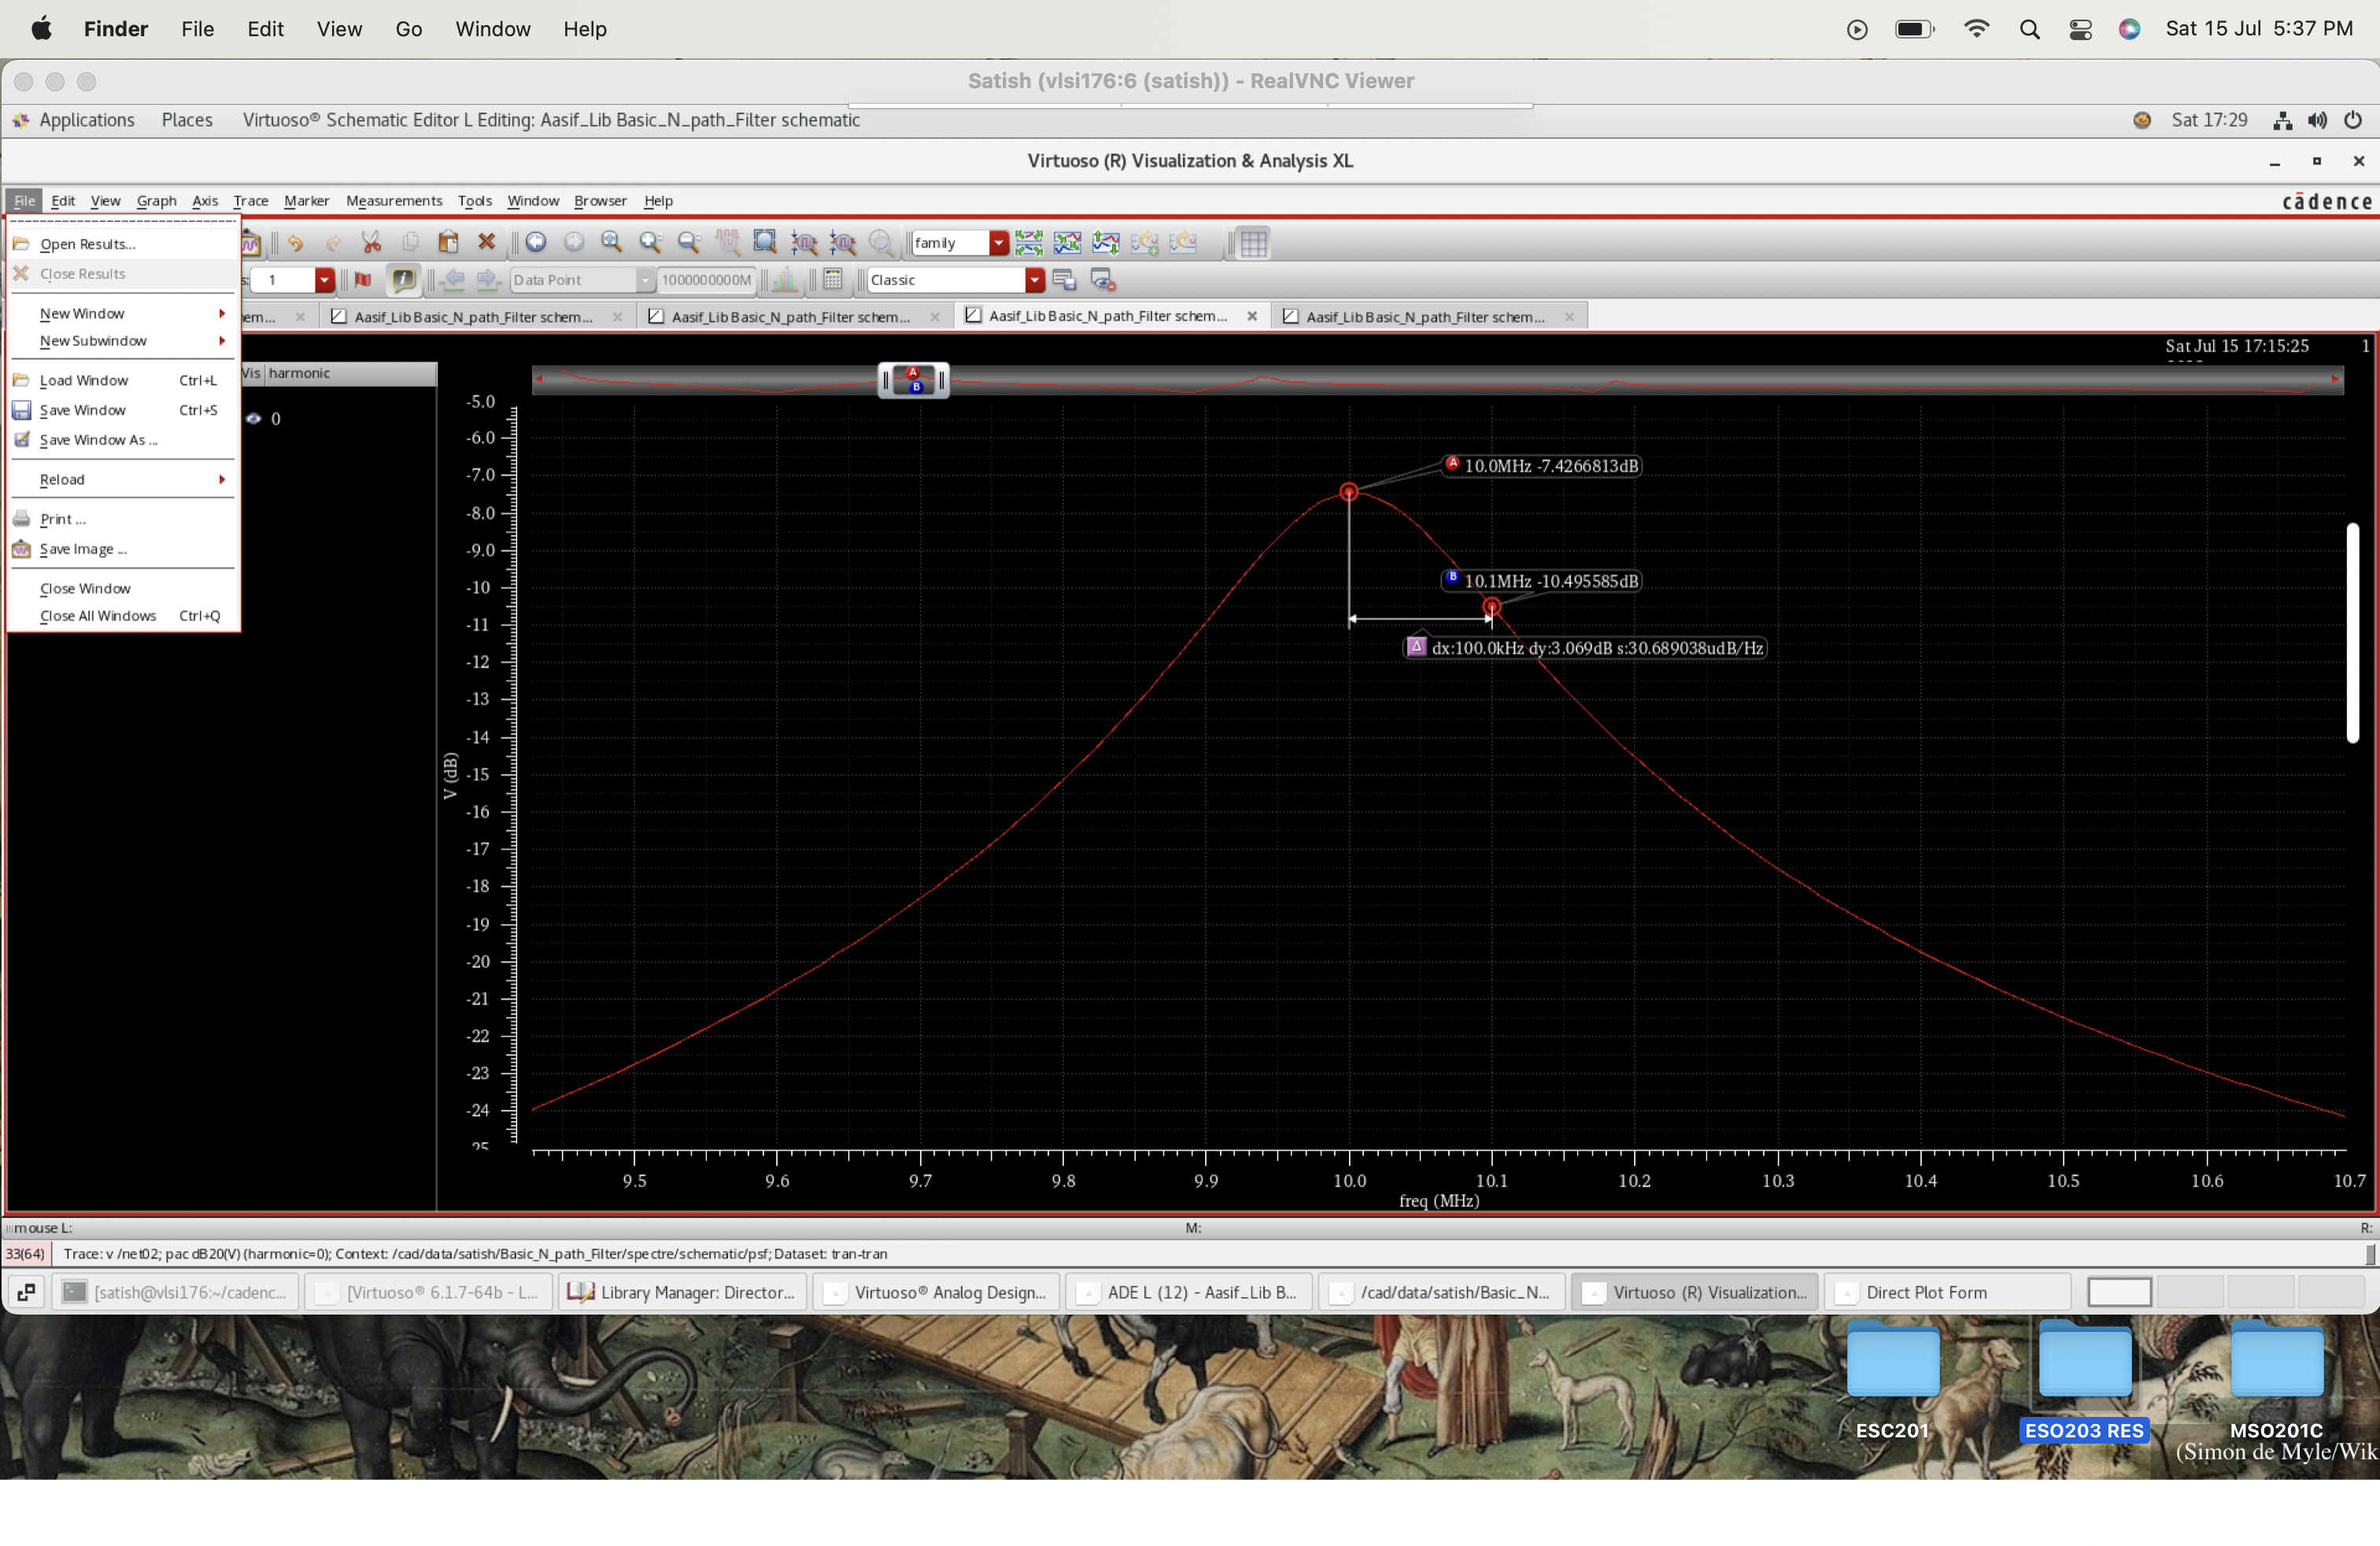 Finder File Edit View Go Window Help Sat 15 Jul 5:37 PM
Satish (vlsi176:6 (satish)) - RealVNC Viewer
Applications Places Virtuoso® Schematic Editor L Editing: Aasif_Lib Basic_N_path_Filter schematic Sat 17:29
Virtuoso (R) Visualization & Analysis XL
File Edit View Graph Axis Trace Marker Measurements Tools Window Browser Help cādence
Open Results...
Close Results
New Window
New Subwindow
Load Window Ctrl+L
Save Window Ctrl+S
Save Window As ...
Reload
Print ...
Save Image ...
Close Window
Close All Windows Ctrl+Q
family
1 Data Point 1000000000M Classic
em... Aasif_Lib Basic_N_path_Filter schem... Aasif_Lib Basic_N_path_Filter schem... Aasif_Lib Basic_N_path_Filter schem... Aasif_Lib Basic_N_path_Filter schem...
Sat Jul 15 17:15:25 1
Vis harmonic
0
A
B
-5.0
-6.0
-7.0
-8.0
-9.0
-10
-11
-12
-13
-14
-15
-16
-17
-18
-19
-20
-21
-22
-23
-24
V (dB)
A 10.0MHz -7.4266813dB
B 10.1MHz -10.495585dB
Δ dx:100.0kHz dy:3.069dB s:30.689038udB/Hz
9.5 9.6 9.7 9.8 9.9 10.0 10.1 10.2 10.3 10.4 10.5 10.6 10.7
freq (MHz)
mouse L: M: R:
33(64) Trace: v /net02; pac dB20(V) (harmonic=0); Context: /cad/data/satish/Basic_N_path_Filter/spectre/schematic/psf; Dataset: tran-tran
[satish@vlsi176:~/cadenc... [Virtuoso® 6.1.7-64b - L... Library Manager: Director... Virtuoso® Analog Design... ADE L (12) - Aasif_Lib B... /cad/data/satish/Basic_N... Virtuoso (R) Visualization... Direct Plot Form
ESC201 ESO203 RES MSO201C
(Simon de Myle/Wik